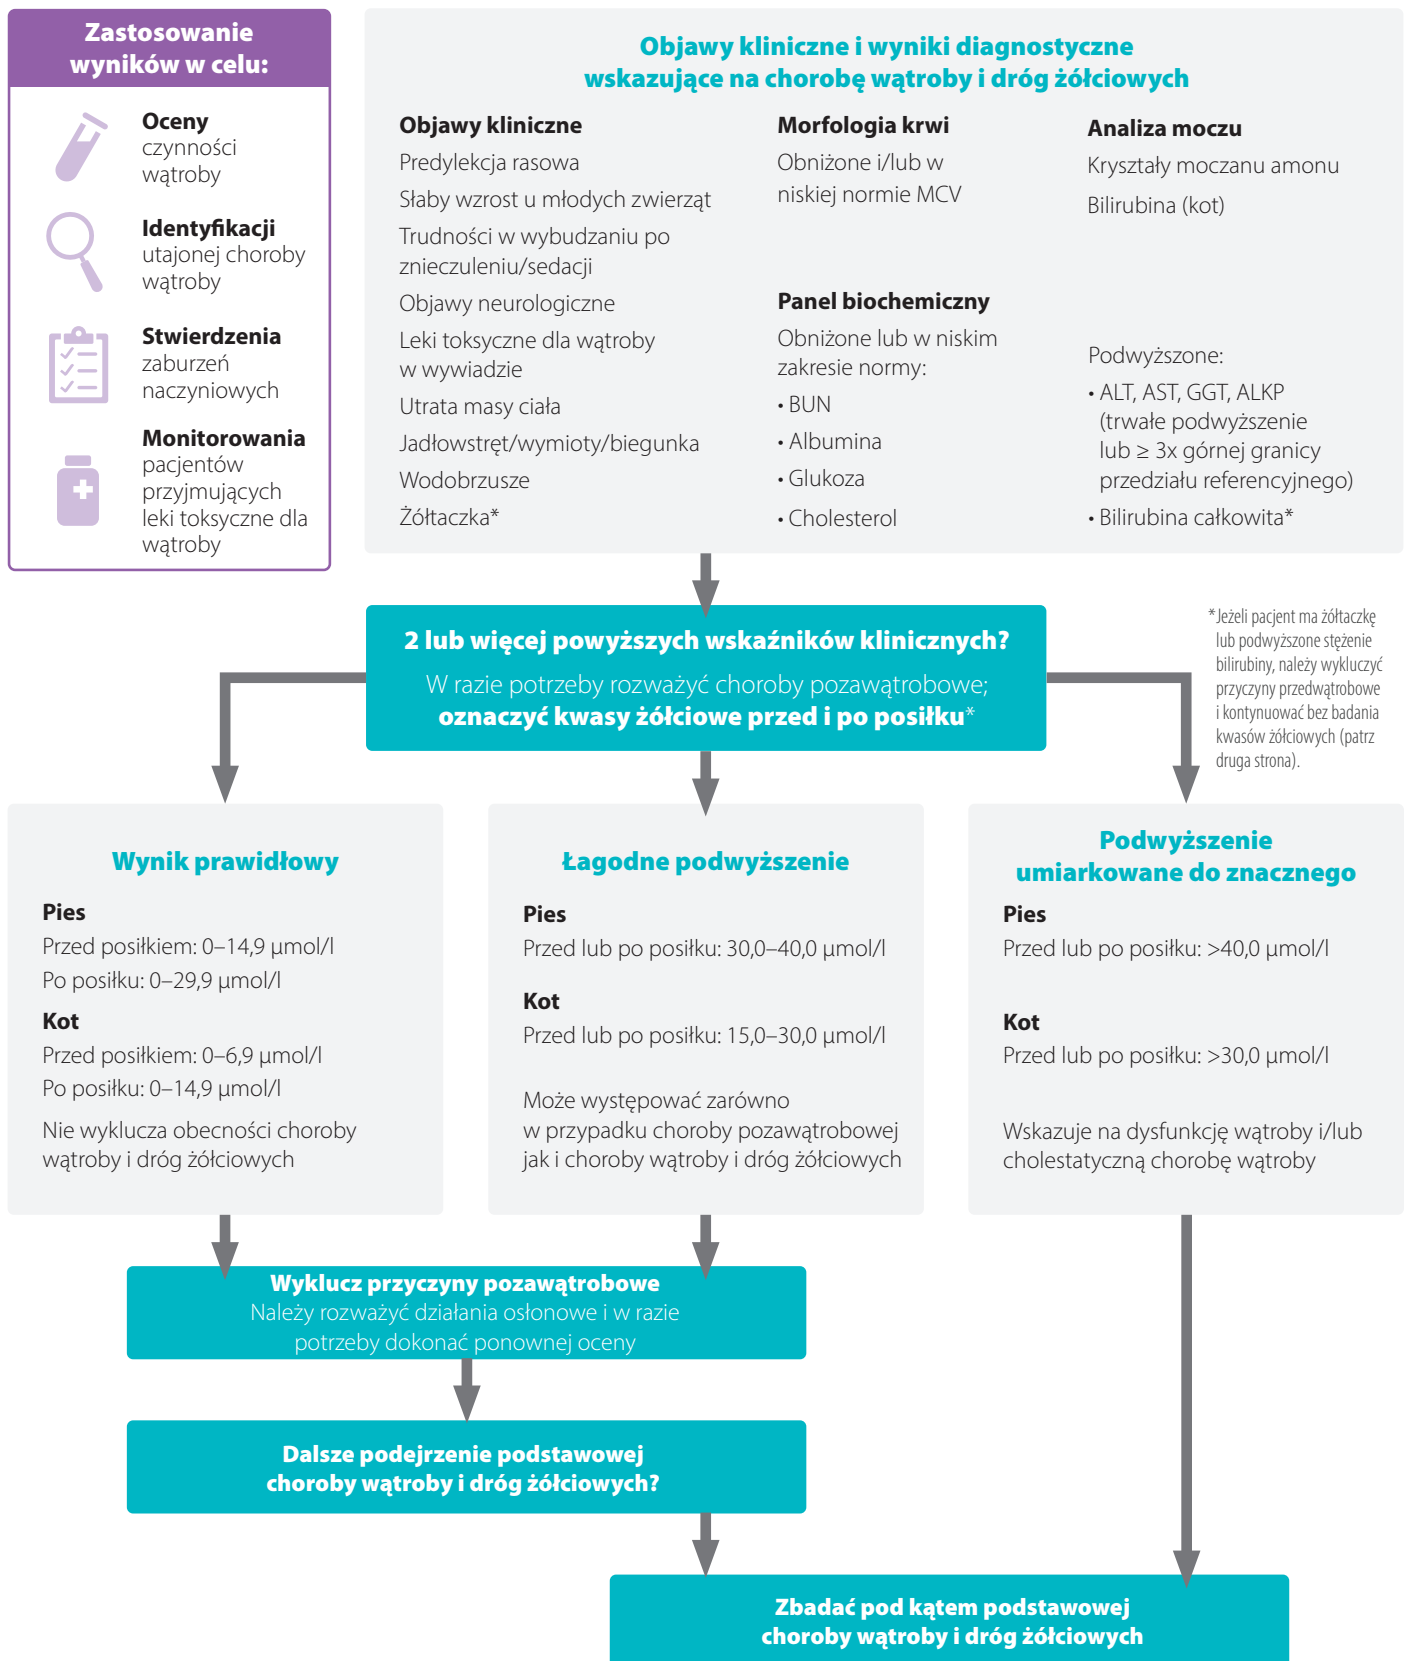 Zastosowanie
wyników w celu:
Oceny
czynności
wątroby
Identyfikacji
utajonej choroby
wątroby
Stwierdzenia
zaburzeń
naczyniowych
Monitorowania
pacjentów
przyjmujących
leki toksyczne dla
wątroby
Objawy kliniczne i wyniki diagnostyczne
wskazujące na chorobę wątroby i dróg żółciowych
Objawy kliniczne
Predylekcja rasowa
Słaby wzrost u młodych zwierząt
Trudności w wybudzaniu po
znieczuleniu/sedacji
Objawy neurologiczne
Leki toksyczne dla wątroby
w wywiadzie
Utrata masy ciała
Jadłowstręt/wymioty/biegunka
Wodobrzusze
Żółtaczka*
Morfologia krwi
Obniżone i/lub w
niskiej normie MCV
Panel biochemiczny
Obniżone lub w niskim
zakresie normy:
• BUN
• Albumina
• Glukoza
• Cholesterol
Analiza moczu
Kryształy moczanu amonu
Bilirubina (kot)
Podwyższone:
• ALT, AST, GGT, ALKP
(trwałe podwyższenie
lub ≥ 3x górnej granicy
przedziału referencyjnego)
• Bilirubina całkowita*
2 lub więcej powyższych wskaźników klinicznych?
W razie potrzeby rozważyć choroby pozawątrobowe;
oznaczyć kwasy żółciowe przed i po posiłku*
*Jeżeli pacjent ma żółtaczkę
lub podwyższone stężenie
bilirubiny, należy wykluczyć
przyczyny przedwątrobowe
i kontynuować bez badania
kwasów żółciowych (patrz
druga strona).
Wynik prawidłowy
Pies
Przed posiłkiem: 0–14,9 µmol/l
Po posiłku: 0–29,9 µmol/l
Kot
Przed posiłkiem: 0–6,9 µmol/l
Po posiłku: 0–14,9 µmol/l
Nie wyklucza obecności choroby
wątroby i dróg żółciowych
Łagodne podwyższenie
Pies
Przed lub po posiłku: 30,0–40,0 µmol/l
Kot
Przed lub po posiłku: 15,0–30,0 µmol/l
Może występować zarówno
w przypadku choroby pozawątrobowej
jak i choroby wątroby i dróg żółciowych
Podwyższenie
umiarkowane do znacznego
Pies
Przed lub po posiłku: >40,0 µmol/l
Kot
Przed lub po posiłku: >30,0 µmol/l
Wskazuje na dysfunkcję wątroby i/lub
cholestatyczną chorobę wątroby
Wyklucz przyczyny pozawątrobowe
Należy rozważyć działania osłonowe i w razie
potrzeby dokonać ponownej oceny
Dalsze podejrzenie podstawowej
choroby wątroby i dróg żółciowych?
Zbadać pod kątem podstawowej
choroby wątroby i dróg żółciowych